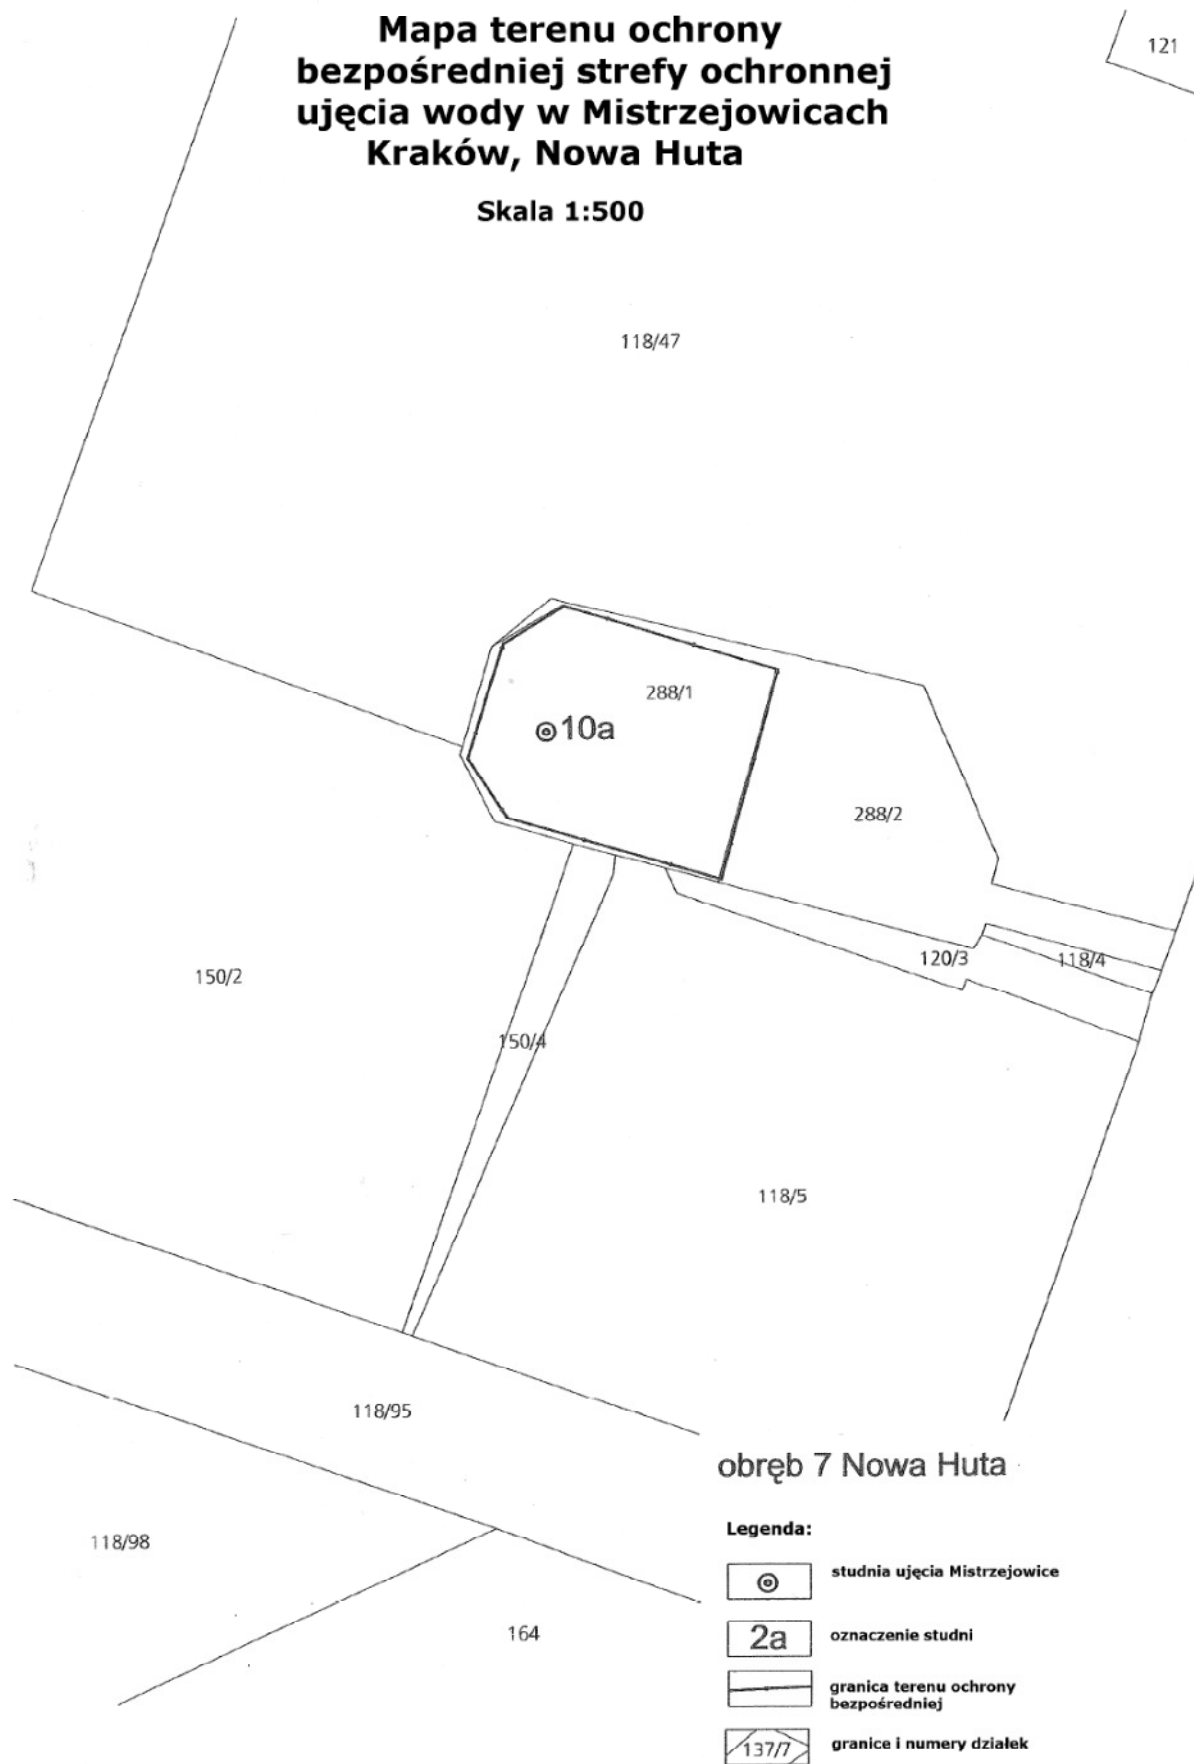 Mapa terenu ochrony
bezpośredniej strefy ochronnej
ujęcia wody w Mistrzejowicach
Kraków, Nowa Huta
Skala 1:500
121
118/47
288/1
10a
288/2
120/3
118/4
150/2
150/4
118/5
118/95
obręb 7 Nowa Huta
118/98
164
Legenda:
studnia ujęcia Mistrzejowice
2a
oznaczenie studni
granica terenu ochrony
bezpośredniej
137/7
granice i numery działek